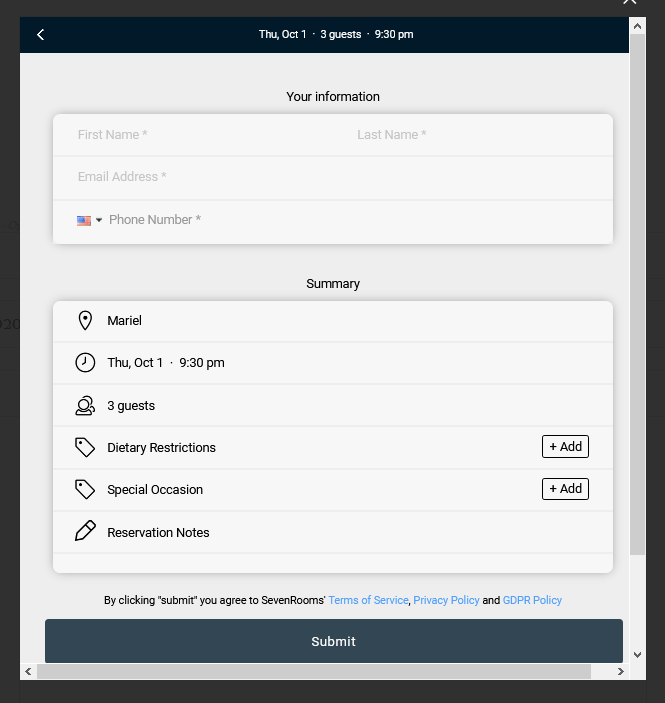 Thu, Oct 1 · 3 guests · 9:30 pm
Your information
First Name * Last Name *
Email Address *
Phone Number *
Summary
Mariel
Thu, Oct 1 · 9:30 pm
3 guests
Dietary Restrictions + Add
Special Occasion + Add
Reservation Notes
By clicking "submit" you agree to SevenRooms' Terms of Service, Privacy Policy and GDPR Policy
Submit